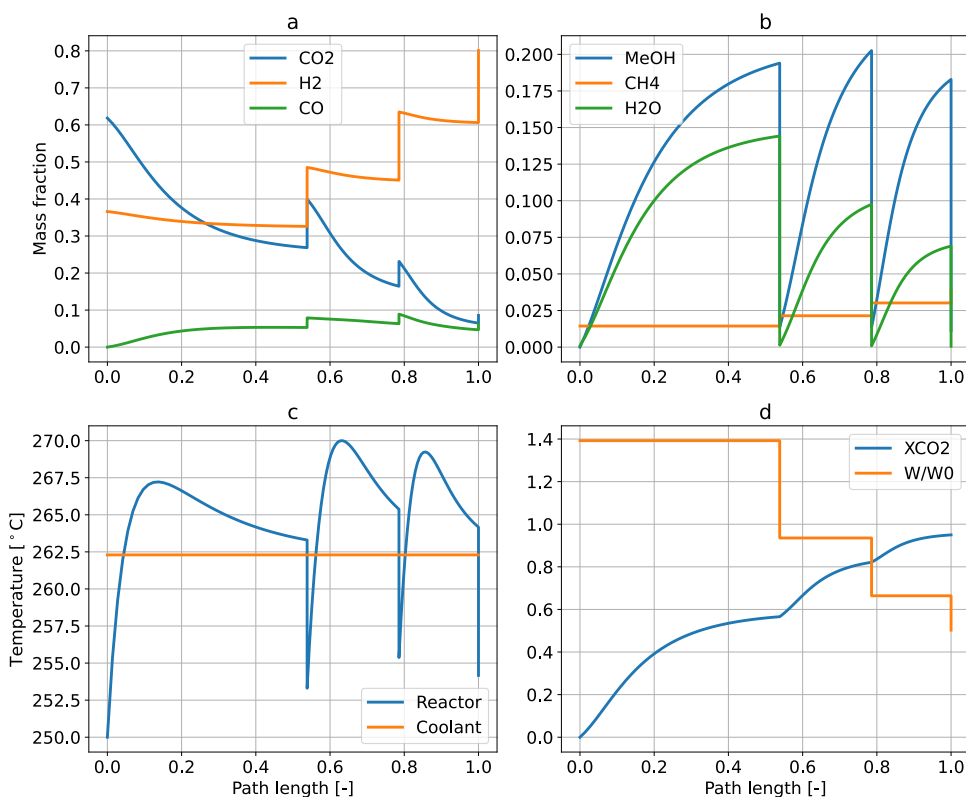 a
CO2
H2
CO
Mass fraction
0.8
0.7
0.6
0.5
0.4
0.3
0.2
0.1
0.0
0.0 0.2 0.4 0.6 0.8 1.0
b
MeOH
CH4
H2O
0.200
0.175
0.150
0.125
0.100
0.075
0.050
0.025
0.000
0.0 0.2 0.4 0.6 0.8 1.0
c
Temperature [°C]
270.0
267.5
265.0
262.5
260.0
257.5
255.0
252.5
250.0
Reactor
Coolant
0.0 0.2 0.4 0.6 0.8 1.0
Path length [-]
d
XCO2
W/W0
1.4
1.2
1.0
0.8
0.6
0.4
0.2
0.0
0.0 0.2 0.4 0.6 0.8 1.0
Path length [-]